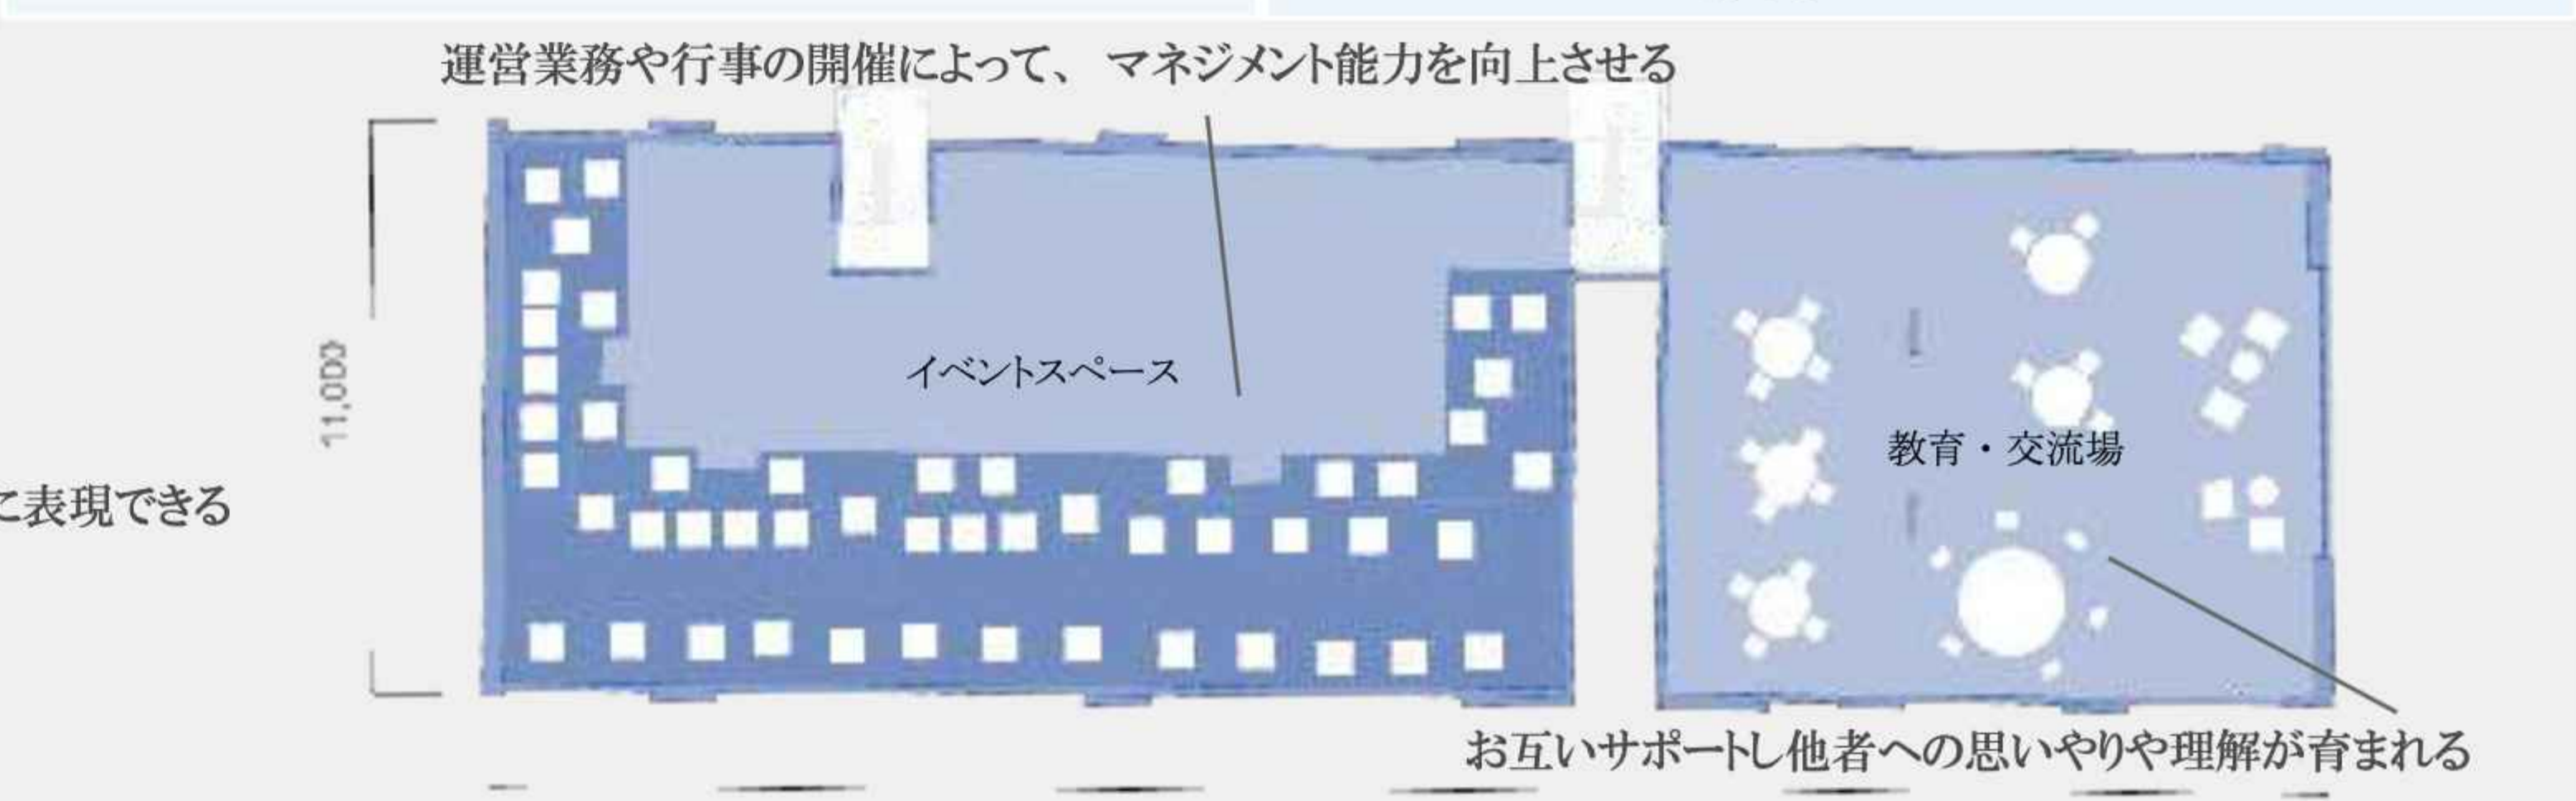 運営業務や行事の開催によって、 マネジメント能力を向上させる
11,000
イベントスペース
教育・交流場
に表現できる
お互いサポートし他者への思いやりや理解が育まれる